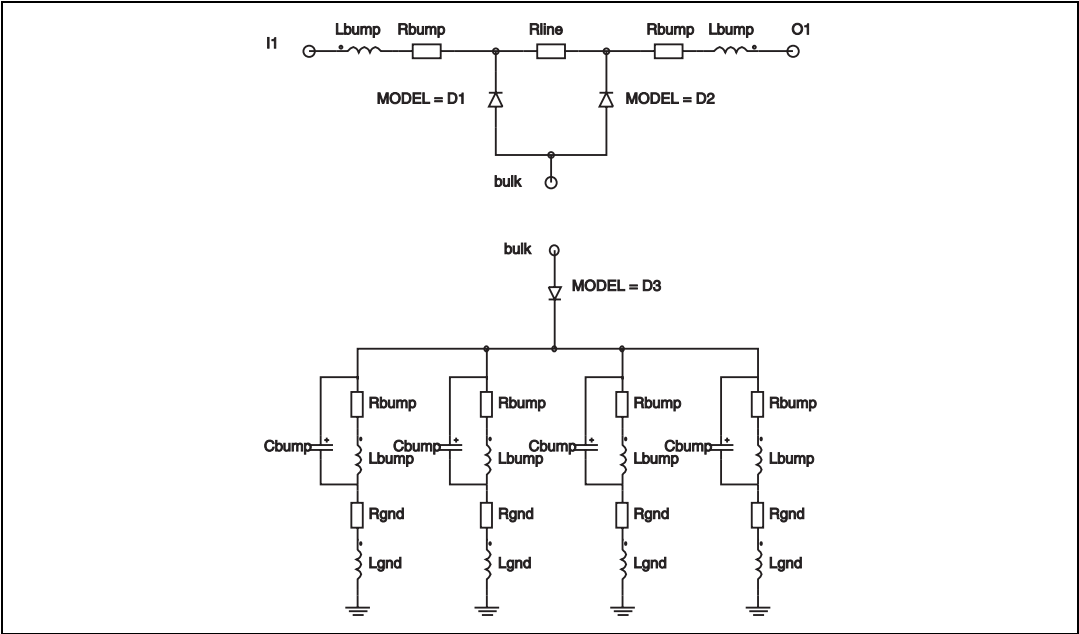 I1 Lbump Rbump Rline Rbump Lbump O1
MODEL = D1 MODEL = D2
bulk
bulk
MODEL = D3
Rbump Rbump Rbump Rbump
Cbump Cbump Cbump Cbump
Lbump Lbump Lbump Lbump
Rgnd Rgnd Rgnd Rgnd
Lgnd Lgnd Lgnd Lgnd